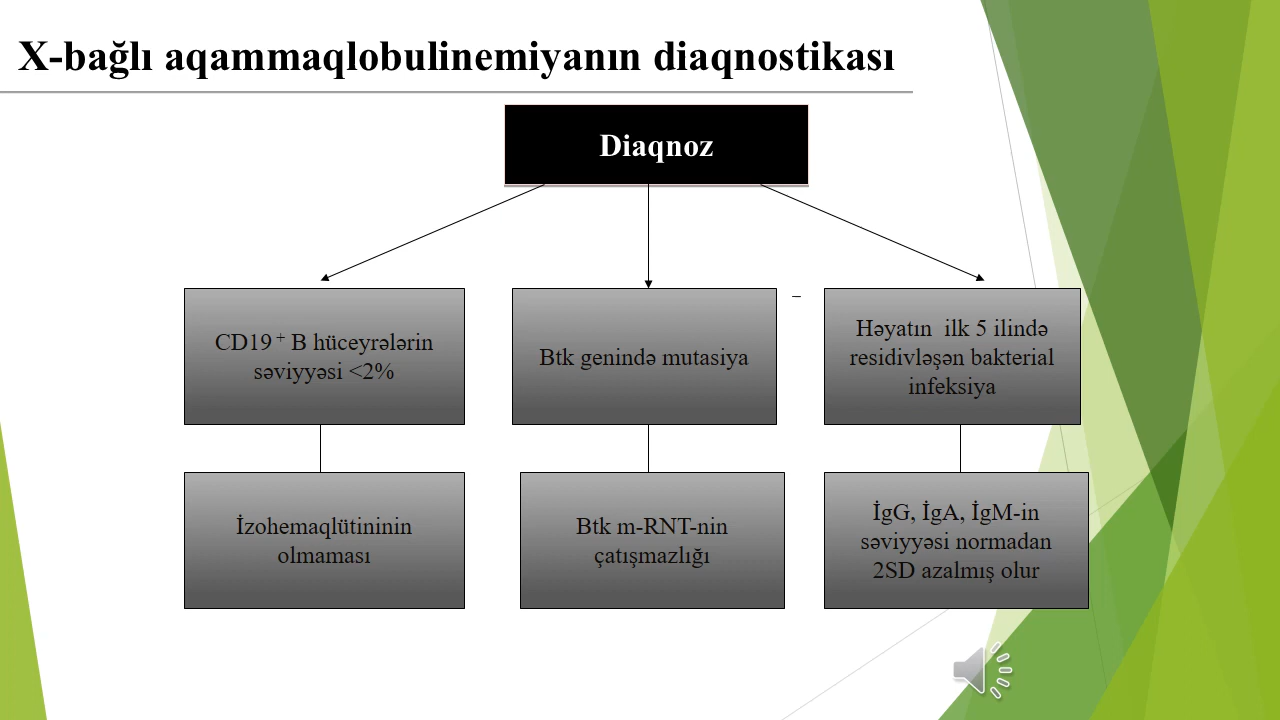 X-bağlı aqammaqlobulinemiyanın diaqnostikası
Diaqnoz
CD19 + B hüceyrələrin
səviyyəsi <2%
Btk genində mutasiya
–
Həyatın ilk 5 ilində
residivləşən bakterial
infeksiya
İzohemaqlütininin
olmaması
Btk m-RNT-nin
çatışmazlığı
İgG, İgA, İgM-in
səviyyəsi normadan
2SD azalmış olur